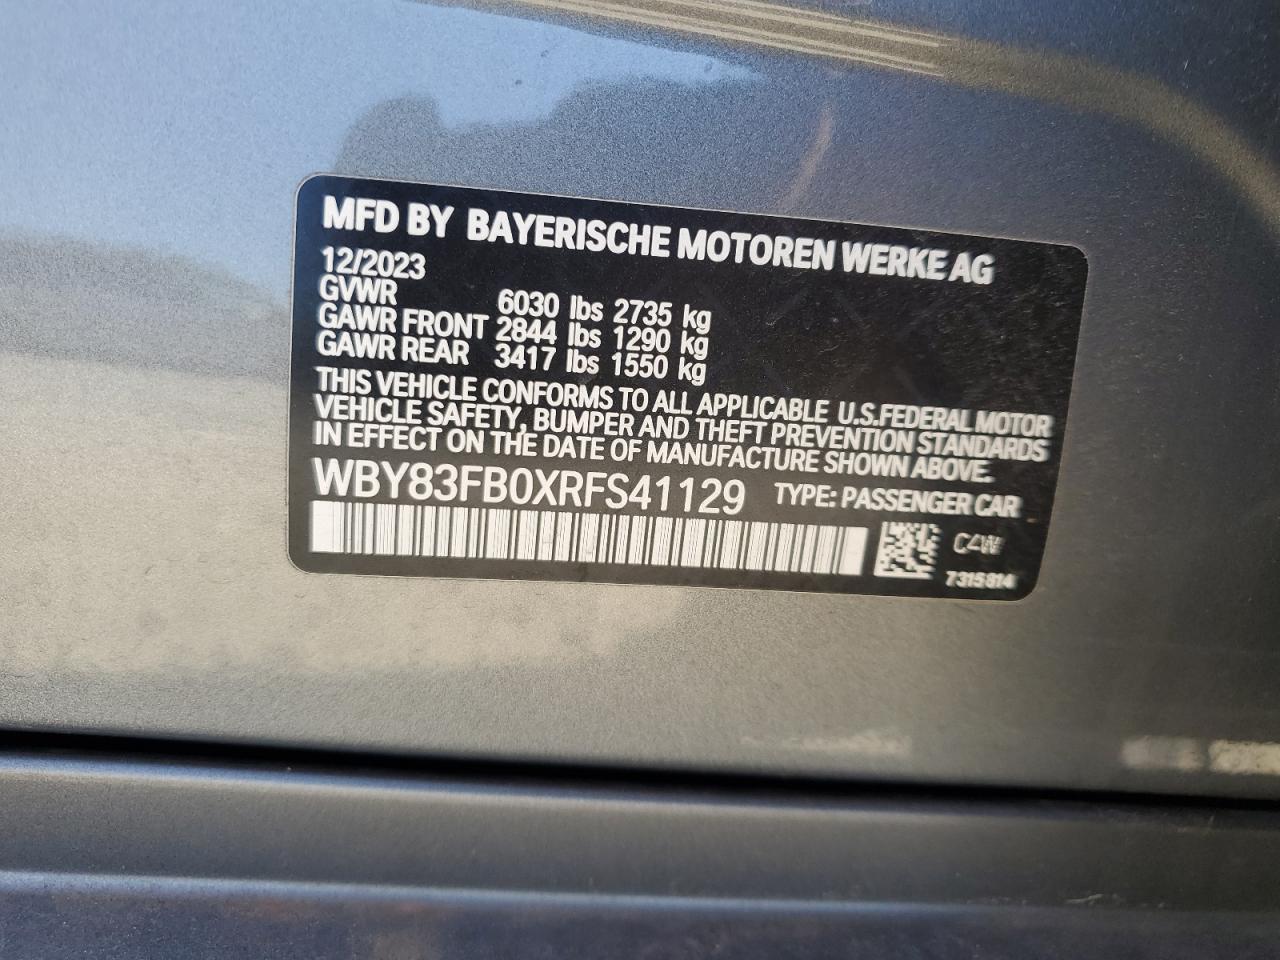 MFD BY BAYERISCHE MOTOREN WERKE AG
12/2023
GVWR 6030 lbs 2735 kg
GAWR FRONT 2844 lbs 1290 kg
GAWR REAR 3417 lbs 1550 kg
THIS VEHICLE CONFORMS TO ALL APPLICABLE U.S.FEDERAL MOTOR
VEHICLE SAFETY, BUMPER AND THEFT PREVENTION STANDARDS
IN EFFECT ON THE DATE OF MANUFACTURE SHOWN ABOVE.
WBY83FB0XRFS41129 TYPE: PASSENGER CAR
C4W
7315814